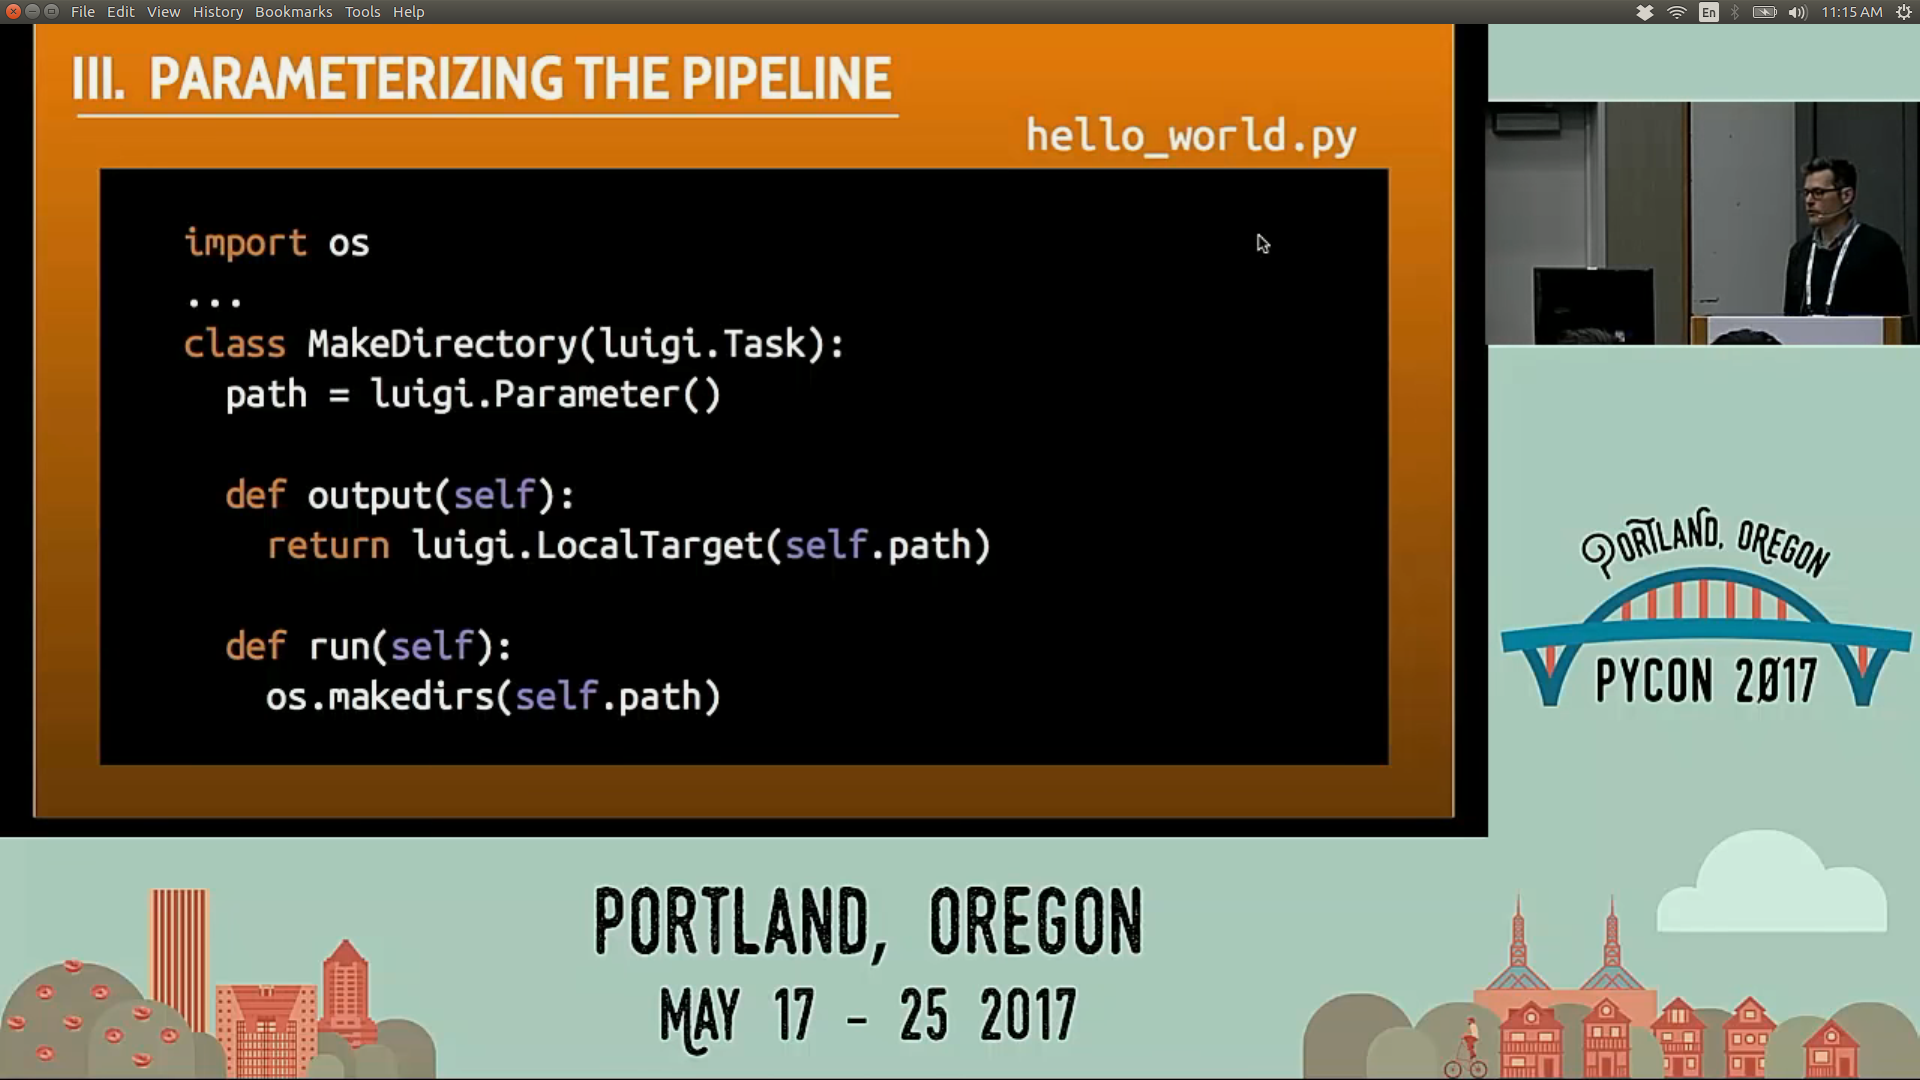 File Edit View History Bookmarks Tools Help
En
11:15 AM
III. PARAMETERIZING THE PIPELINE
hello_world.py
import os
...
class MakeDirectory(luigi.Task):
path = luigi.Parameter()
def output(self):
return luigi.LocalTarget(self.path)
def run(self):
os.makedirs(self.path)
PORTLAND, OREGON
PYCON 2017
PORTLAND, OREGON
MAY 17 - 25 2017